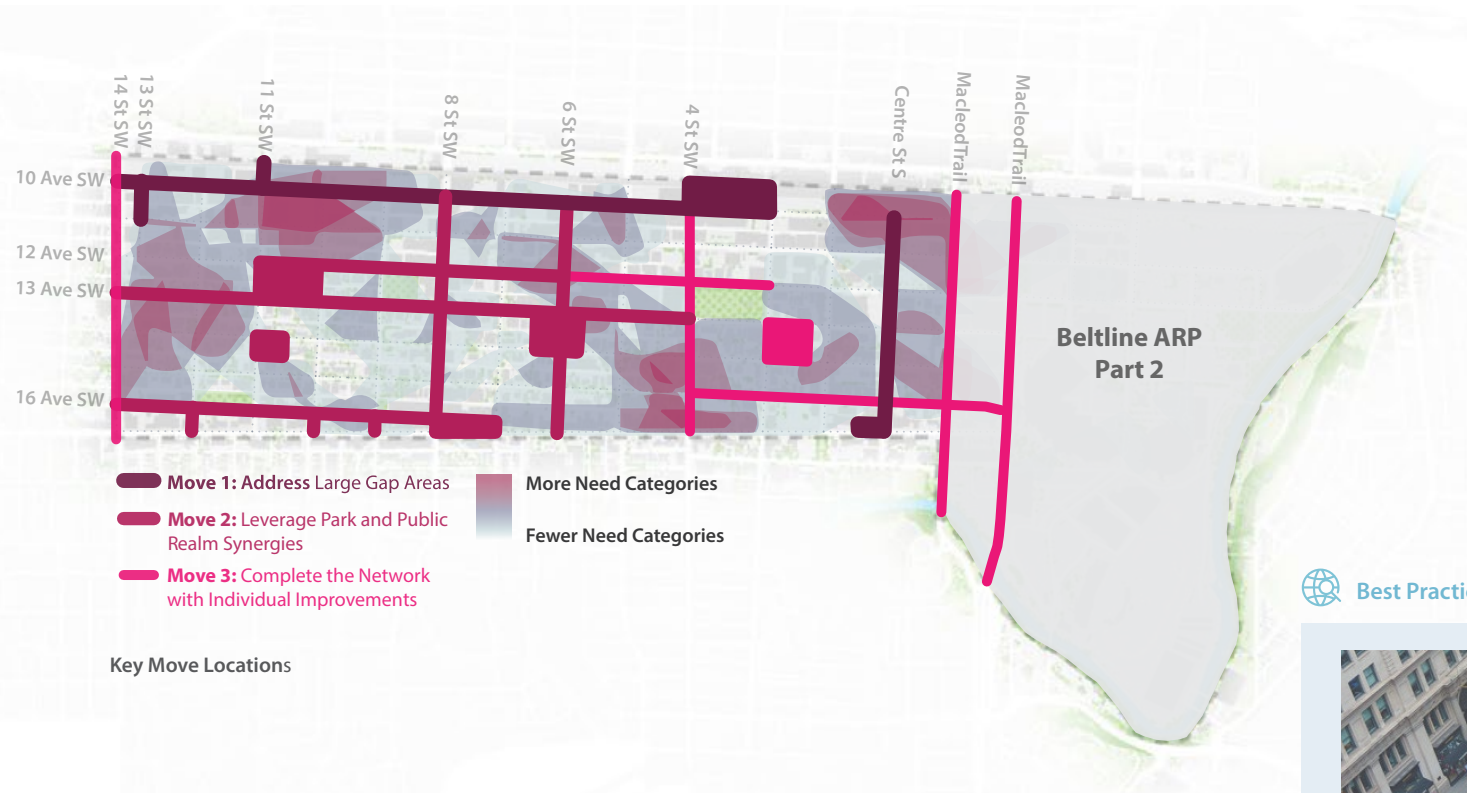 14 St SW
13 St SW
11 St SW
8 St SW
6 St SW
4 St SW
Centre St S
MacleodTrail
MacleodTrail
10 Ave SW
12 Ave SW
13 Ave SW
16 Ave SW
Beltline ARP
Part 2
Move 1: Address Large Gap Areas
Move 2: Leverage Park and Public
Realm Synergies
Move 3: Complete the Network
with Individual Improvements
More Need Categories
Fewer Need Categories
Key Move Locations
Best